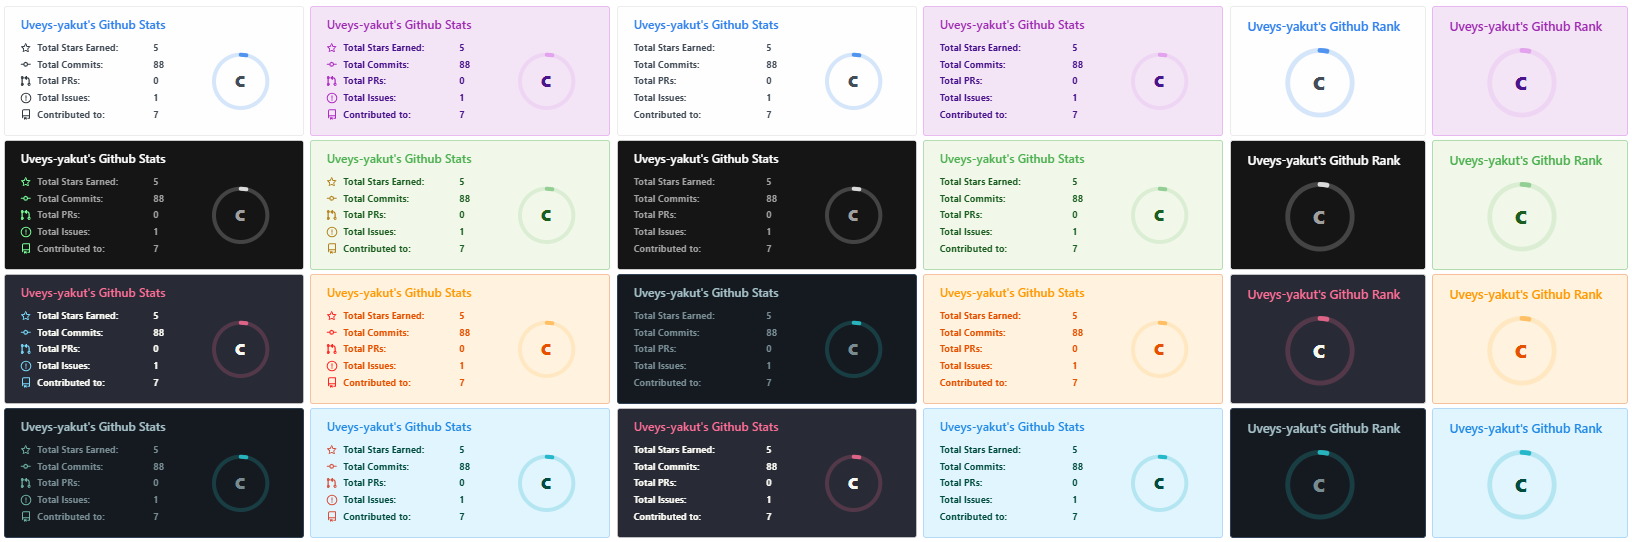 Uveys-yakut's Github Stats
Total Stars Earned: 5
Total Commits: 88
Total PRs: 0
Total Issues: 1
Contributed to: 7
C
Uveys-yakut's Github Stats
Total Stars Earned: 5
Total Commits: 88
Total PRs: 0
Total Issues: 1
Contributed to: 7
C
Uveys-yakut's Github Stats
Total Stars Earned: 5
Total Commits: 88
Total PRs: 0
Total Issues: 1
Contributed to: 7
C
Uveys-yakut's Github Stats
Total Stars Earned: 5
Total Commits: 88
Total PRs: 0
Total Issues: 1
Contributed to: 7
C
Uveys-yakut's Github Rank
C
Uveys-yakut's Github Rank
C
Uveys-yakut's Github Stats
Total Stars Earned: 5
Total Commits: 88
Total PRs: 0
Total Issues: 1
Contributed to: 7
C
Uveys-yakut's Github Stats
Total Stars Earned: 5
Total Commits: 88
Total PRs: 0
Total Issues: 1
Contributed to: 7
C
Uveys-yakut's Github Stats
Total Stars Earned: 5
Total Commits: 88
Total PRs: 0
Total Issues: 1
Contributed to: 7
C
Uveys-yakut's Github Stats
Total Stars Earned: 5
Total Commits: 88
Total PRs: 0
Total Issues: 1
Contributed to: 7
C
Uveys-yakut's Github Rank
C
Uveys-yakut's Github Rank
C
Uveys-yakut's Github Stats
Total Stars Earned: 5
Total Commits: 88
Total PRs: 0
Total Issues: 1
Contributed to: 7
C
Uveys-yakut's Github Stats
Total Stars Earned: 5
Total Commits: 88
Total PRs: 0
Total Issues: 1
Contributed to: 7
C
Uveys-yakut's Github Stats
Total Stars Earned: 5
Total Commits: 88
Total PRs: 0
Total Issues: 1
Contributed to: 7
C
Uveys-yakut's Github Stats
Total Stars Earned: 5
Total Commits: 88
Total PRs: 0
Total Issues: 1
Contributed to: 7
C
Uveys-yakut's Github Rank
C
Uveys-yakut's Github Rank
C
Uveys-yakut's Github Stats
Total Stars Earned: 5
Total Commits: 88
Total PRs: 0
Total Issues: 1
Contributed to: 7
C
Uveys-yakut's Github Stats
Total Stars Earned: 5
Total Commits: 88
Total PRs: 0
Total Issues: 1
Contributed to: 7
C
Uveys-yakut's Github Stats
Total Stars Earned: 5
Total Commits: 88
Total PRs: 0
Total Issues: 1
Contributed to: 7
C
Uveys-yakut's Github Stats
Total Stars Earned: 5
Total Commits: 88
Total PRs: 0
Total Issues: 1
Contributed to: 7
C
Uveys-yakut's Github Rank
C
Uveys-yakut's Github Rank
C